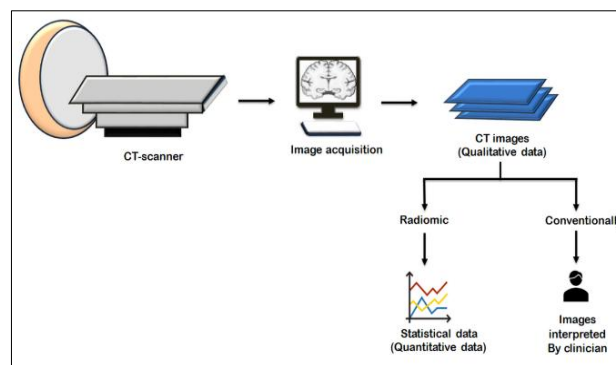 CT-scanner
Image acquisition
CT images
(Qualitative data)
Radiomic
Conventionall
Statistical data
(Quantitative data)
Images
interpreted
By clinician